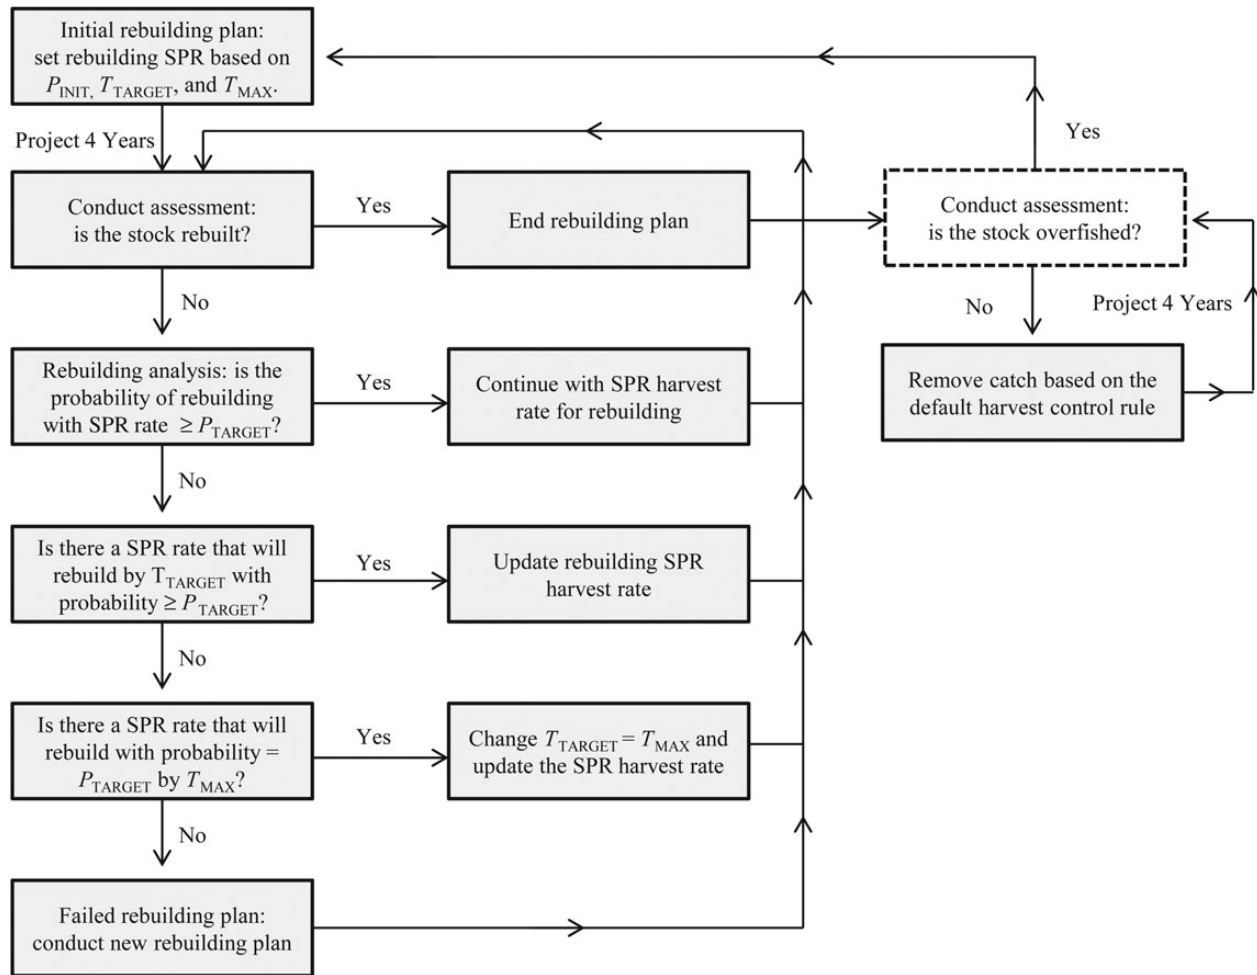 Initial rebuilding plan:
set rebuilding SPR based on
P_INIT, T_TARGET, and T_MAX.
Project 4 Years
Yes
Conduct assessment:
is the stock rebuilt?
Yes
End rebuilding plan
Conduct assessment:
is the stock overfished?
No
No
Project 4 Years
Rebuilding analysis: is the
probability of rebuilding
with SPR rate ≥ P_TARGET?
Yes
Continue with SPR harvest
rate for rebuilding
Remove catch based on the
default harvest control rule
No
Is there a SPR rate that will
rebuild by T_TARGET with
probability ≥ P_TARGET?
Yes
Update rebuilding SPR
harvest rate
No
Is there a SPR rate that will
rebuild with probability =
P_TARGET by T_MAX?
Yes
Change T_TARGET = T_MAX and
update the SPR harvest rate
No
Failed rebuilding plan:
conduct new rebuilding plan